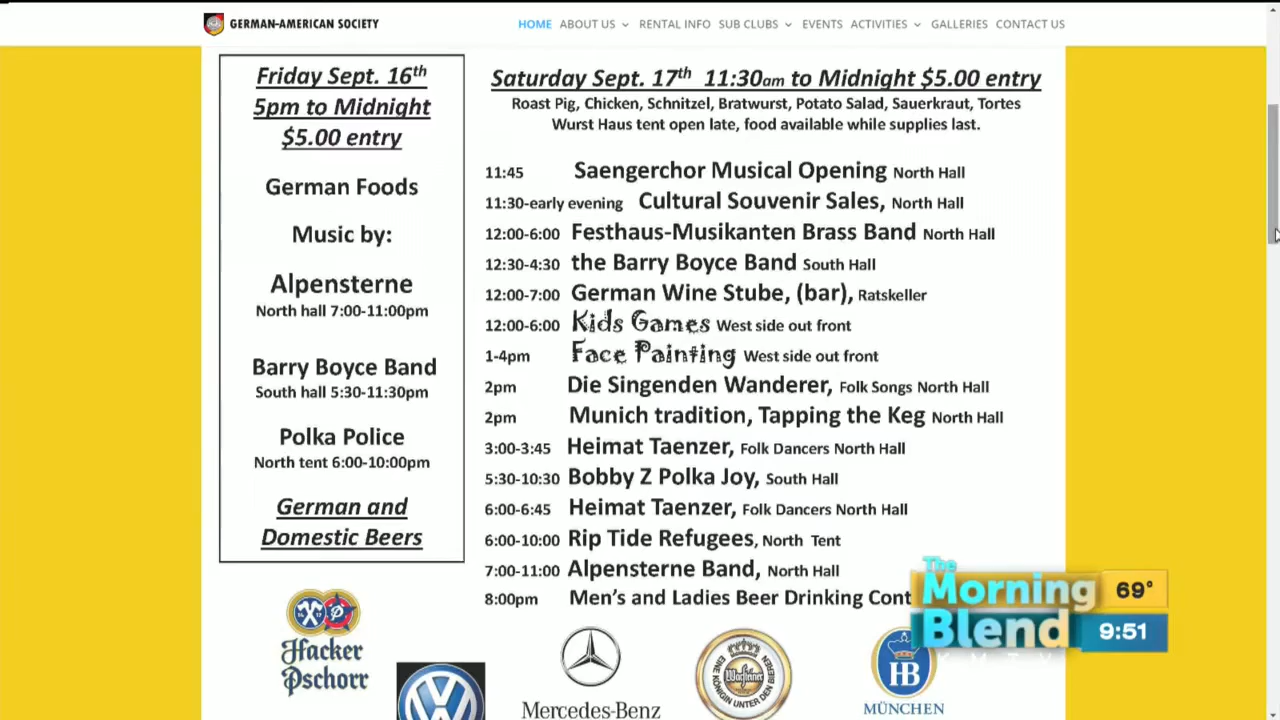 GERMAN-AMERICAN SOCIETY
HOME ABOUT US RENTAL INFO SUB CLUBS EVENTS ACTIVITIES GALLERIES CONTACT US
Friday Sept. 16th
5pm to Midnight
$5.00 entry
German Foods
Music by:
Alpensterne
North hall 7:00-11:00pm
Barry Boyce Band
South hall 5:30-11:30pm
Polka Police
North tent 6:00-10:00pm
German and
Domestic Beers
Saturday Sept. 17th 11:30am to Midnight $5.00 entry
Roast Pig, Chicken, Schnitzel, Bratwurst, Potato Salad, Sauerkraut, Tortes
Wurst Haus tent open late, food available while supplies last.
11:45 Saengerchor Musical Opening North Hall
11:30-early evening Cultural Souvenir Sales, North Hall
12:00-6:00 Festhaus-Musikanten Brass Band North Hall
12:30-4:30 the Barry Boyce Band South Hall
12:00-7:00 German Wine Stube, (bar), Ratskeller
12:00-6:00 Kids Games West side out front
1-4pm Face Painting West side out front
2pm Die Singenden Wanderer, Folk Songs North Hall
2pm Munich tradition, Tapping the Keg North Hall
3:00-3:45 Heimat Taenzer, Folk Dancers North Hall
5:30-10:30 Bobby Z Polka Joy, South Hall
6:00-6:45 Heimat Taenzer, Folk Dancers North Hall
6:00-10:00 Rip Tide Refugees, North Tent
7:00-11:00 Alpensterne Band, North Hall
8:00pm Men's and Ladies Beer Drinking Cont
The
Morning
Blend
69°
9:51
Hacker
Pschorr
VW
Mercedes-Benz
EINE KÖNIGIN UNTER DEN BIEREN
Warsteiner
HB
MÜNCHEN